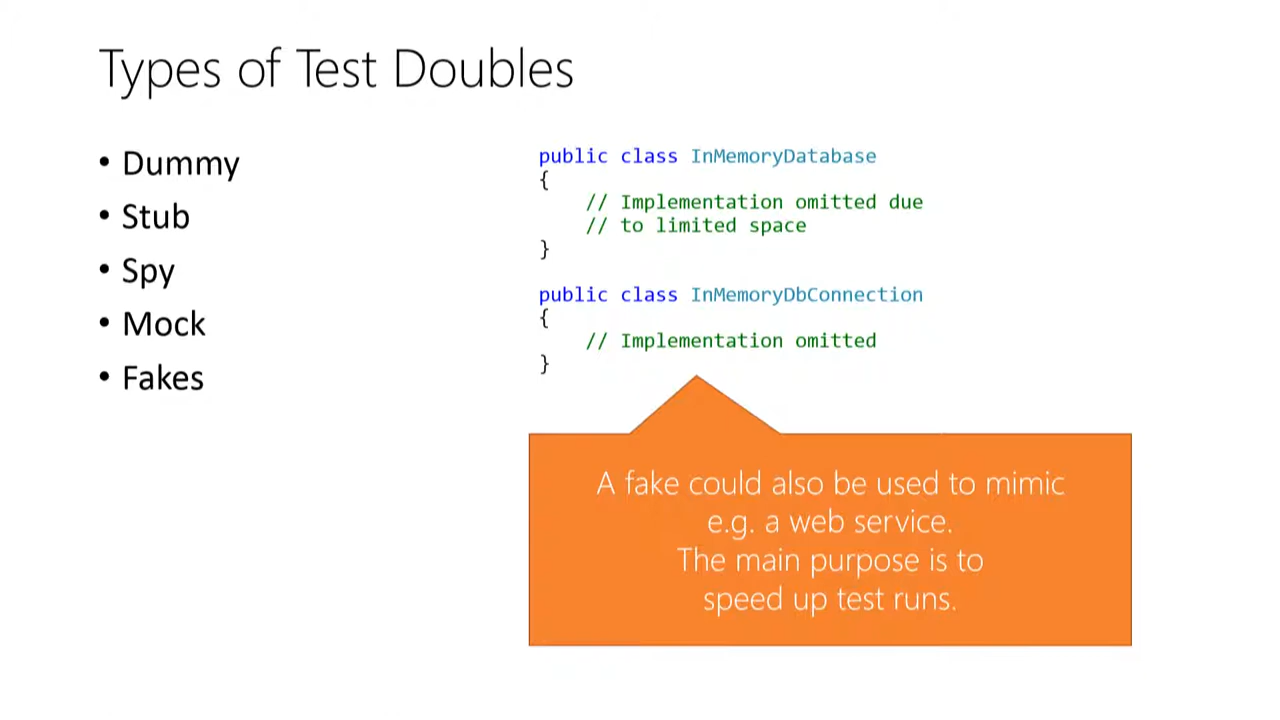 Types of Test Doubles
• Dummy
• Stub
• Spy
• Mock
• Fakes
public class InMemoryDatabase
{
    // Implementation omitted due
    // to limited space
}
public class InMemoryDbConnection
{
    // Implementation omitted
}
A fake could also be used to mimic
e.g. a web service.
The main purpose is to
speed up test runs.